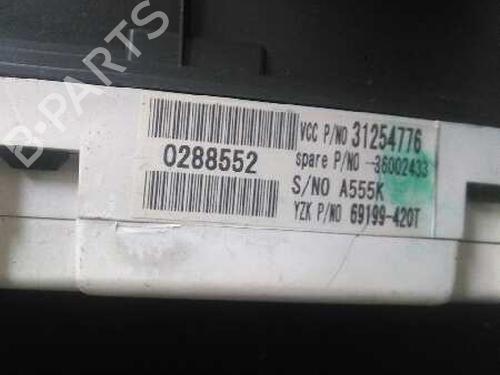 B-PARTS
VCC P/NO 31254776
0288552
spare P/NO -36002433
S/NO A555K
YZK P/NO 69199-420T